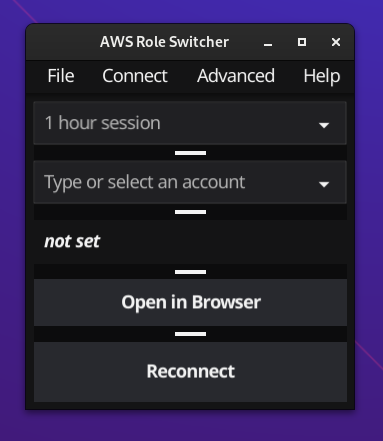 AWS Role Switcher
File Connect Advanced Help
1 hour session
Type or select an account
not set
Open in Browser
Reconnect